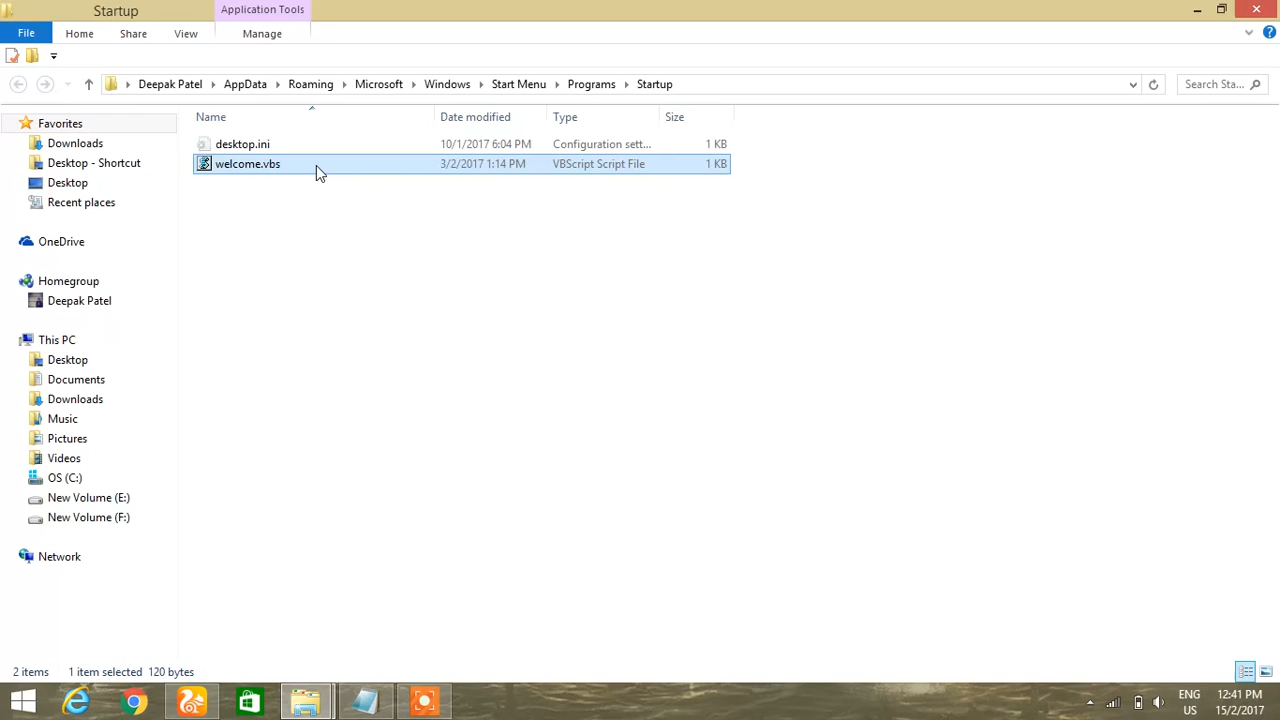 Startup
Application Tools
File
Home
Share
View
Manage
Deepak Patel
AppData
Roaming
Microsoft
Windows
Start Menu
Programs
Startup
Search Sta...
Name
Date modified
Type
Size
desktop.ini
10/1/2017 6:04 PM
Configuration sett...
1 KB
welcome.vbs
3/2/2017 1:14 PM
VBScript Script File
1 KB
Favorites
Downloads
Desktop - Shortcut
Desktop
Recent places
OneDrive
Homegroup
Deepak Patel
This PC
Desktop
Documents
Downloads
Music
Pictures
Videos
OS (C:)
New Volume (E:)
New Volume (F:)
Network
2 items
1 item selected 120 bytes
ENG
US
12:41 PM
15/2/2017